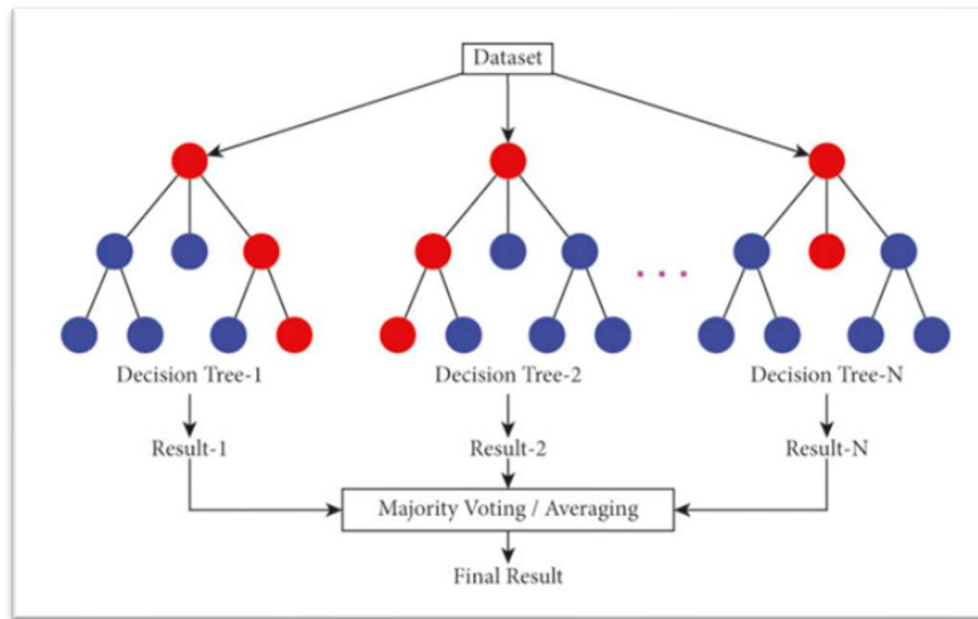 Dataset
Decision Tree-1
Decision Tree-2
Decision Tree-N
Result-1
Result-2
Result-N
Majority Voting / Averaging
Final Result